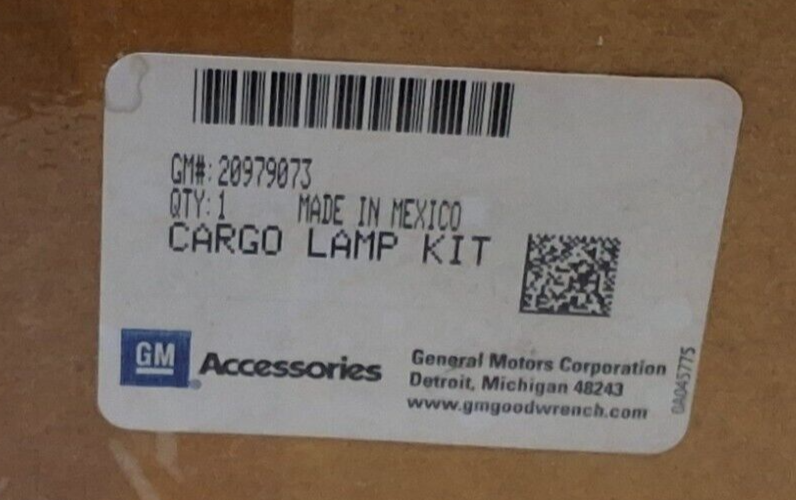 GM#: 20979073
QTY: 1 MADE IN MEXICO
CARGO LAMP KIT
GM Accessories
General Motors Corporation
Detroit, Michigan 48243
www.gmgoodwrench.com
0A045775